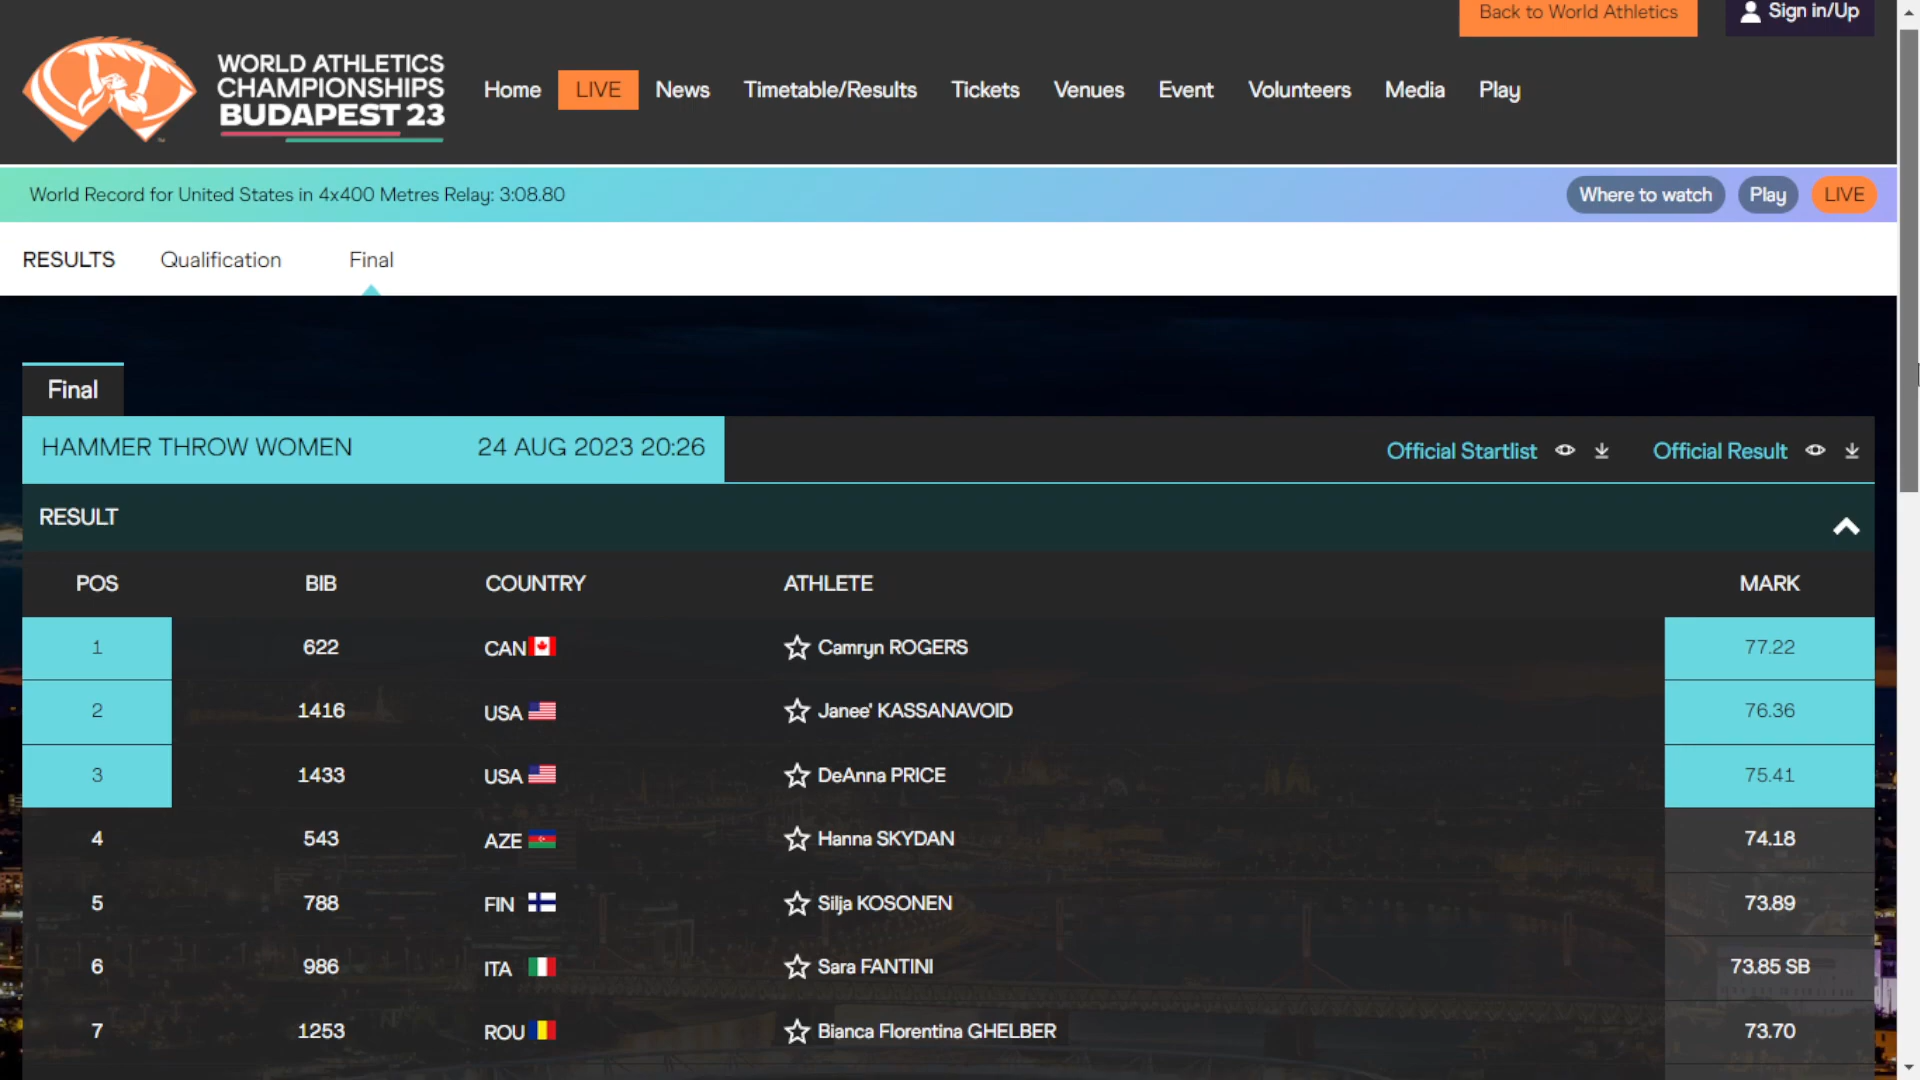 Back to World Athletics
Sign in/Up
WORLD ATHLETICS
CHAMPIONSHIPS
BUDAPEST 23
Home LIVE News Timetable/Results Tickets Venues Event Volunteers Media Play
World Record for United States in 4x400 Metres Relay: 3:08.80
Where to watch Play LIVE
RESULTS Qualification Final
Final
HAMMER THROW WOMEN 24 AUG 2023 20:26 Official Startlist Official Result
RESULT
POS BIB COUNTRY ATHLETE MARK
1 622 CAN Camryn ROGERS 77.22
2 1416 USA Janee' KASSANAVOID 76.36
3 1433 USA DeAnna PRICE 75.41
4 543 AZE Hanna SKYDAN 74.18
5 788 FIN Silja KOSONEN 73.89
6 986 ITA Sara FANTINI 73.85 SB
7 1253 ROU Bianca Florentina GHELBER 73.70